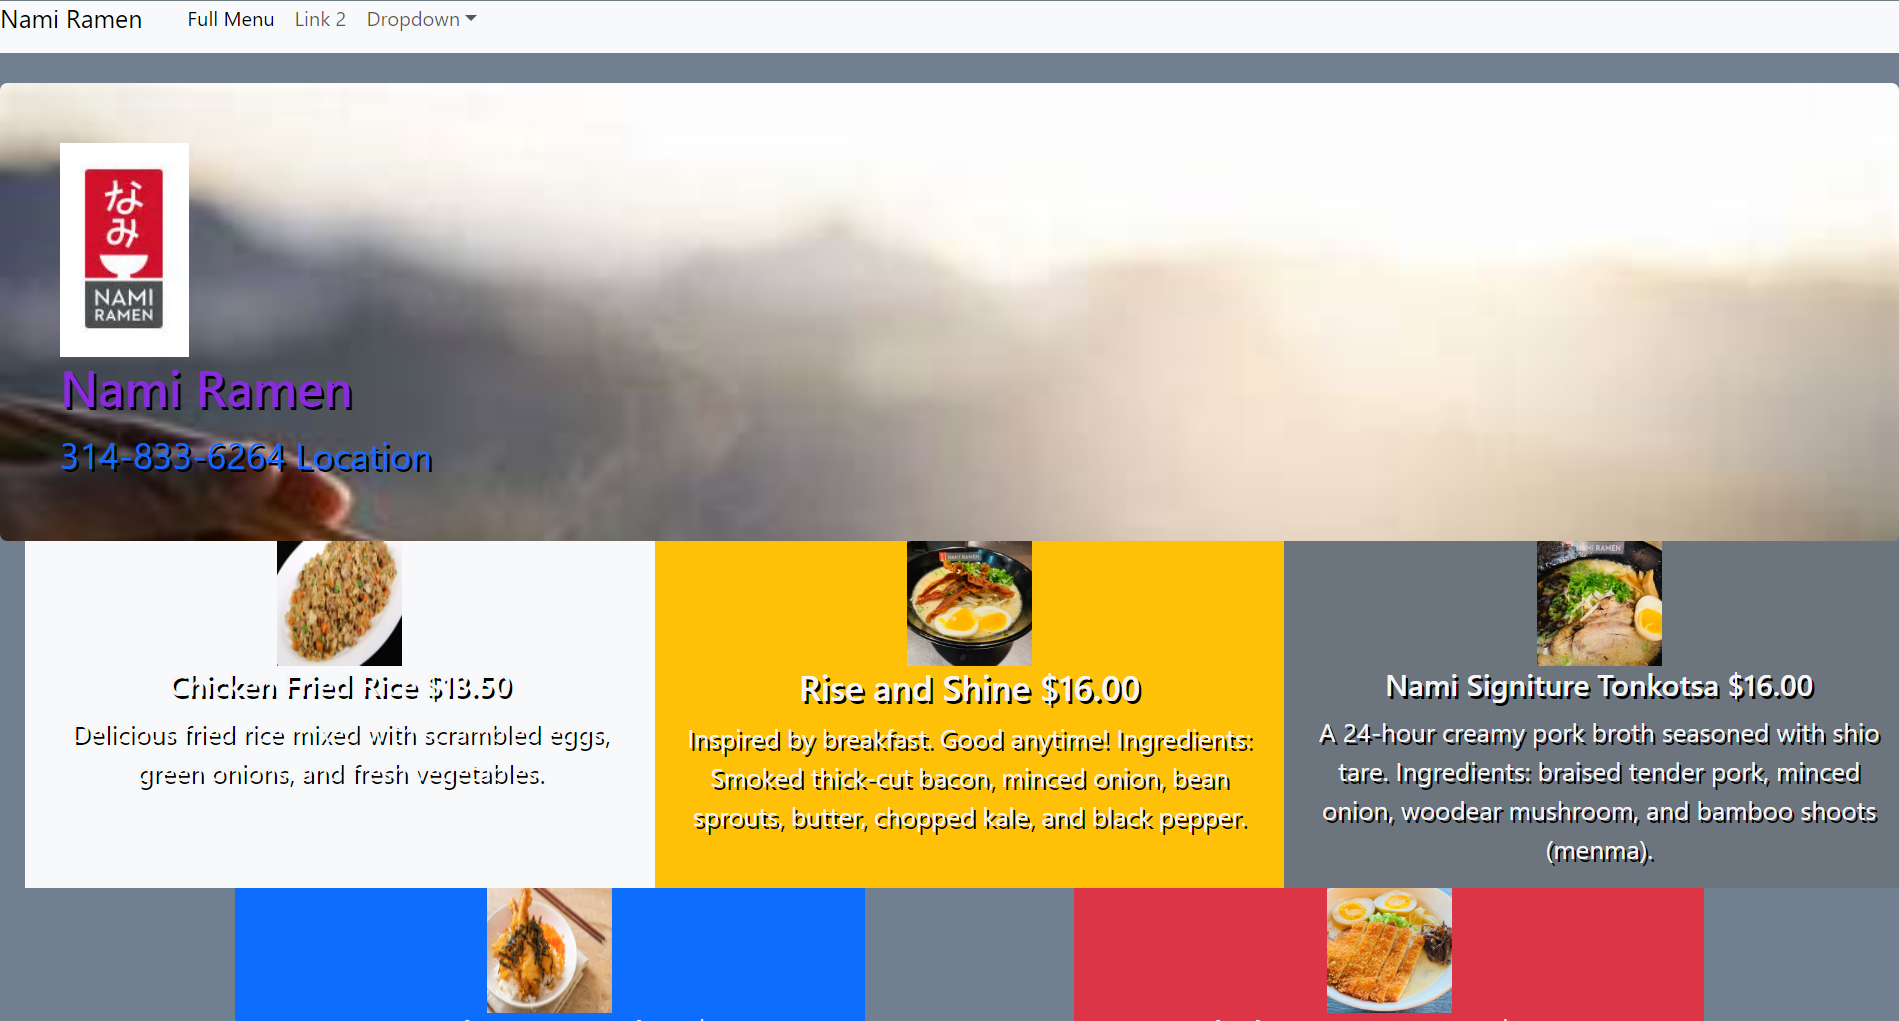 Nami Ramen Full Menu Link 2 Dropdown
なみ
NAMI
RAMEN
Nami Ramen
314-833-6264 Location
NAMI RAMEN
RAMEN
Chicken Fried Rice $13.50
Delicious fried rice mixed with scrambled eggs,
green onions, and fresh vegetables.
Rise and Shine $16.00
Inspired by breakfast. Good anytime! Ingredients:
Smoked thick-cut bacon, minced onion, bean
sprouts, butter, chopped kale, and black pepper.
Nami Signiture Tonkotsa $16.00
A 24-hour creamy pork broth seasoned with shio
tare. Ingredients: braised tender pork, minced
onion, woodear mushroom, and bamboo shoots
(menma).